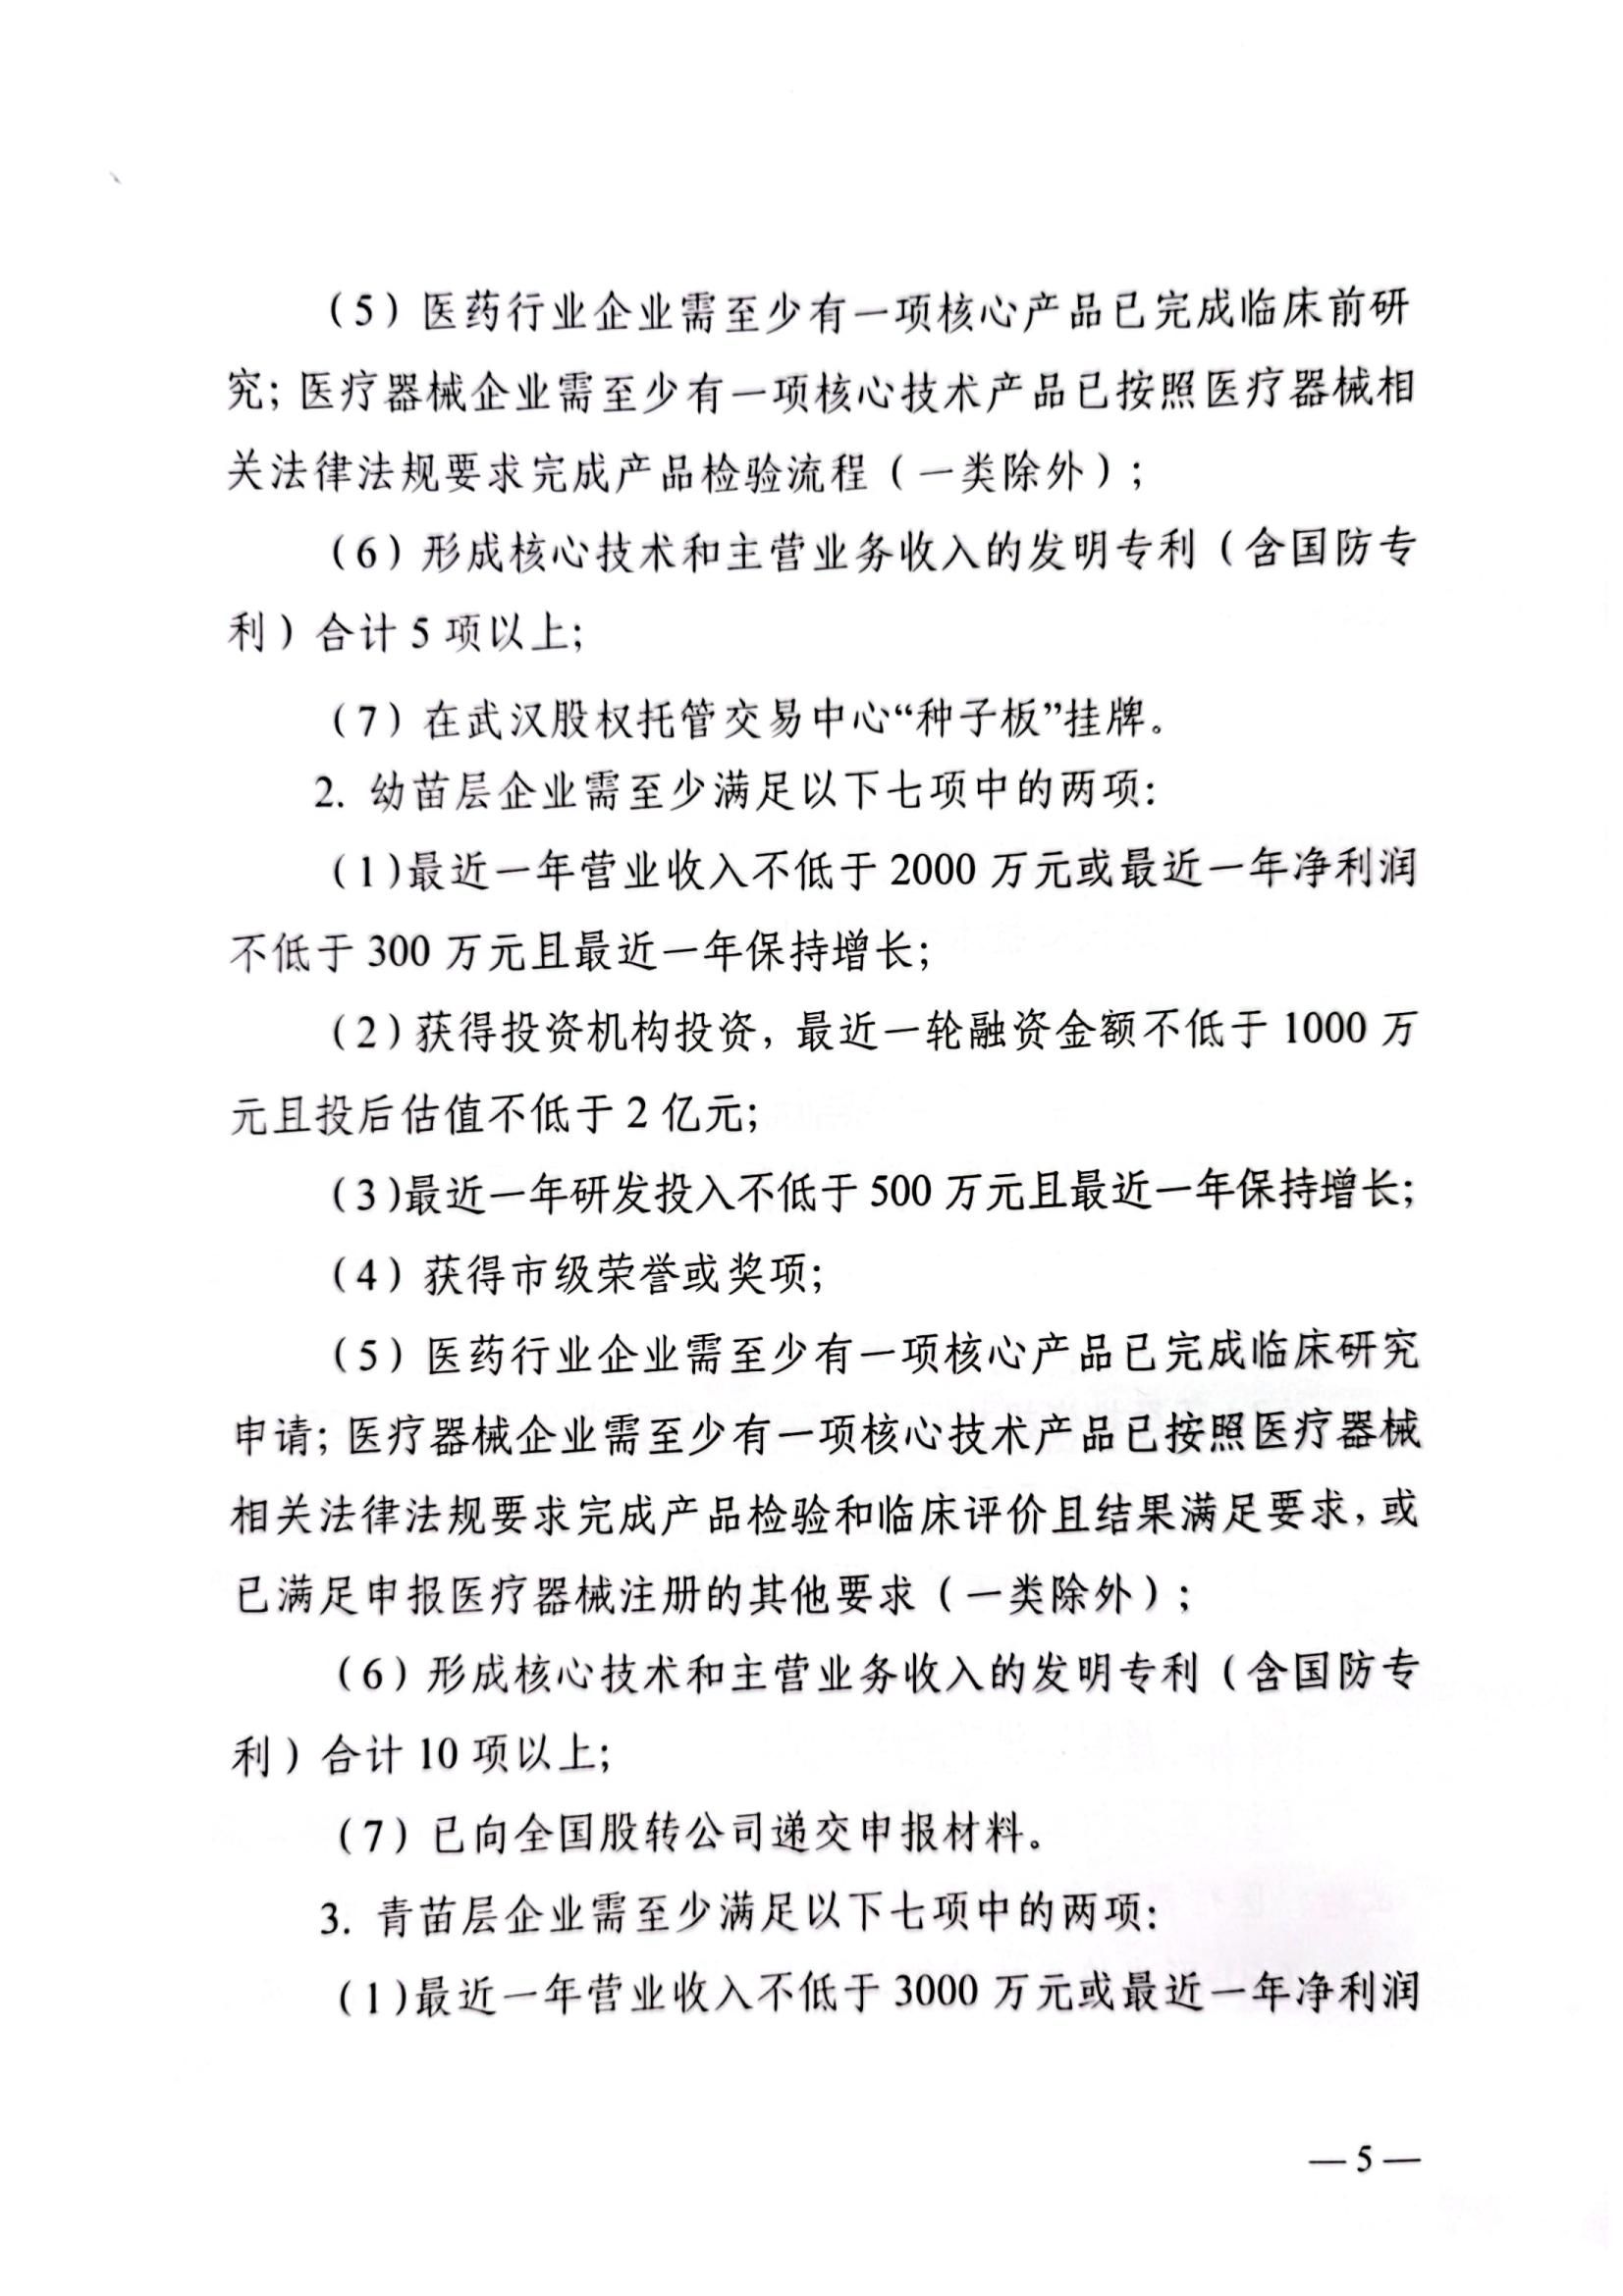 （5）医药行业企业需至少有一项核心产品已完成临床前研
究；医疗器械企业需至少有一项核心技术产品已按照医疗器械相
关法律法规要求完成产品检验流程（一类除外）；
（6）形成核心技术和主营业务收入的发明专利（含国防专
利）合计 5 项以上；
（7）在武汉股权托管交易中心“种子板”挂牌。
2. 幼苗层企业需至少满足以下七项中的两项：
（1）最近一年营业收入不低于 2000 万元或最近一年净利润
不低于 300 万元且最近一年保持增长；
（2）获得投资机构投资，最近一轮融资金额不低于 1000 万
元且投后估值不低于 2 亿元；
（3）最近一年研发投入不低于 500 万元且最近一年保持增长；
（4）获得市级荣誉或奖项；
（5）医药行业企业需至少有一项核心产品已完成临床研究
申请；医疗器械企业需至少有一项核心技术产品已按照医疗器械
相关法律法规要求完成产品检验和临床评价且结果满足要求，或
已满足申报医疗器械注册的其他要求（一类除外）；
（6）形成核心技术和主营业务收入的发明专利（含国防专
利）合计 10 项以上；
（7）已向全国股转公司递交申报材料。
3. 青苗层企业需至少满足以下七项中的两项：
（1）最近一年营业收入不低于 3000 万元或最近一年净利润
— 5 —